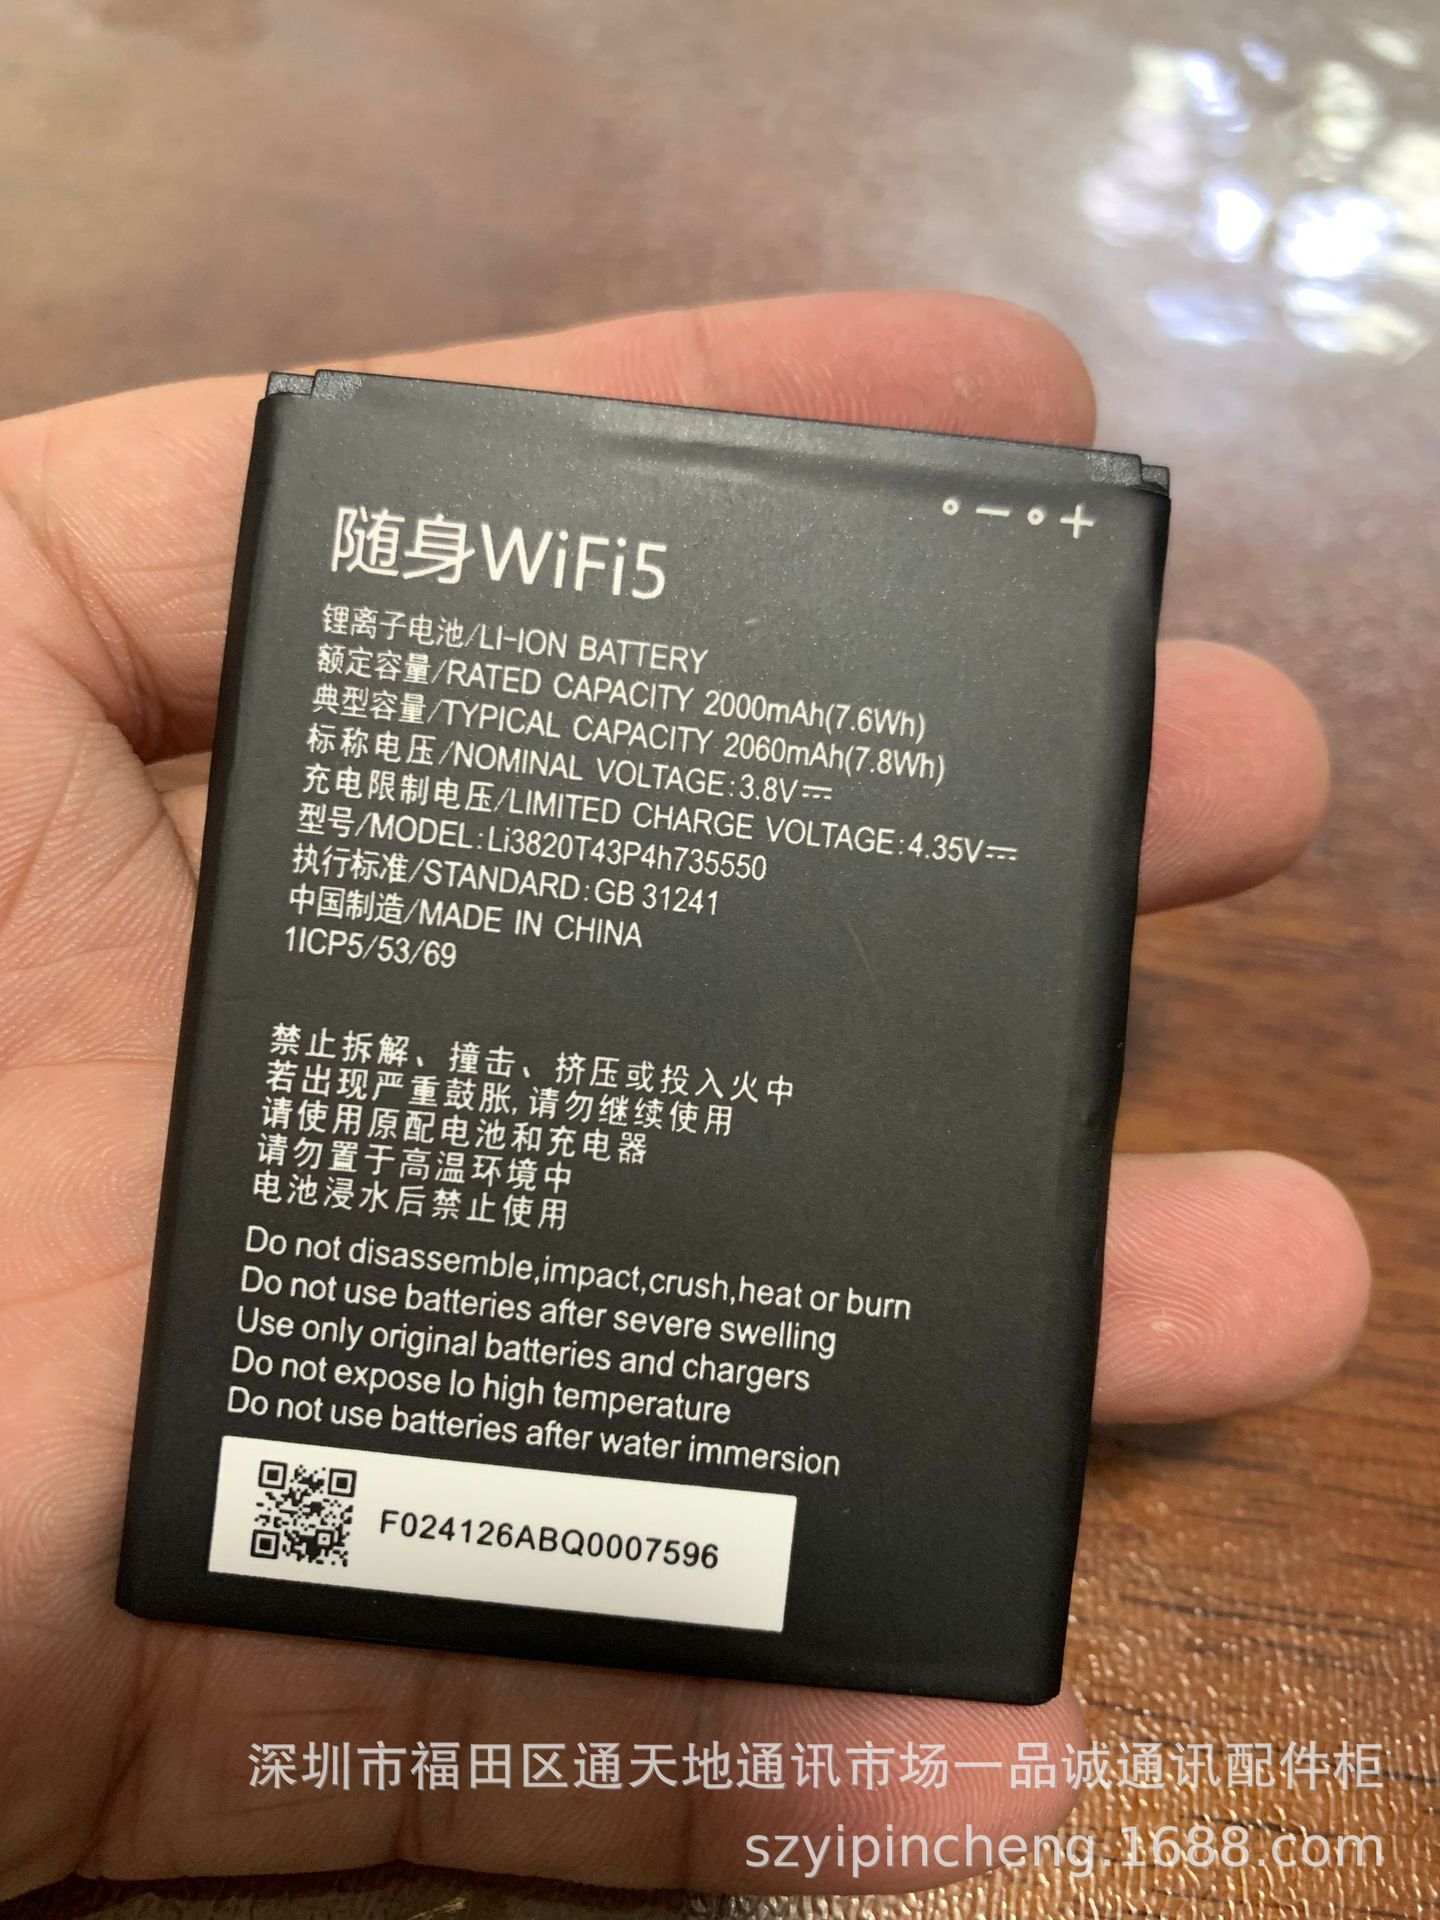 随身WiFi5
锂离子电池/LI-ION BATTERY
额定容量/RATED CAPACITY 2000mAh(7.6Wh)
典型容量/TYPICAL CAPACITY 2060mAh(7.8Wh)
标称电压/NOMINAL VOLTAGE:3.8V⎓
充电限制电压/LIMITED CHARGE VOLTAGE:4.35V⎓
型号/MODEL:Li3820T43P4h735550
执行标准/STANDARD:GB 31241
中国制造/MADE IN CHINA
1ICP5/53/69
禁止拆解、撞击、挤压或投入火中
若出现严重鼓胀,请勿继续使用
请使用原配电池和充电器
请勿置于高温环境中
电池浸水后禁止使用
Do not disassemble,impact,crush,heat or burn
Do not use batteries after severe swelling
Use only original batteries and chargers
Do not expose lo high temperature
Do not use batteries after water immersion
F024126ABQ0007596
深圳市福田区通天地通讯市场一品诚通讯配件柜
szyipincheng.1688.com